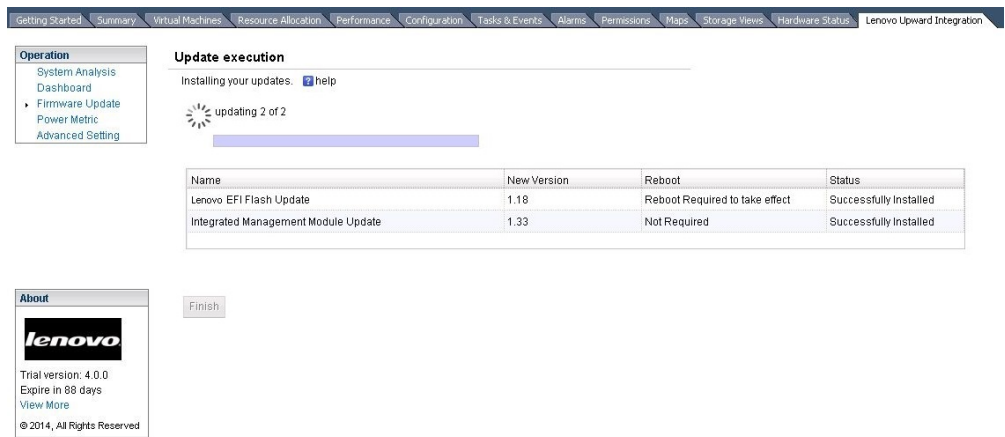 Getting Started Summary Virtual Machines Resource Allocation Performance Configuration Tasks & Events Alarms Permissions Maps Storage Views Hardware Status Lenovo Upward Integration
Operation
System Analysis
Dashboard
Firmware Update
Power Metric
Advanced Setting
Update execution
Installing your updates. ? help
updating 2 of 2
Name New Version Reboot Status
Lenovo EFI Flash Update 1.18 Reboot Required to take effect Successfully Installed
Integrated Management Module Update 1.33 Not Required Successfully Installed
Finish
About
lenovo
Trial version: 4.0.0
Expire in 88 days
View More
© 2014, All Rights Reserved